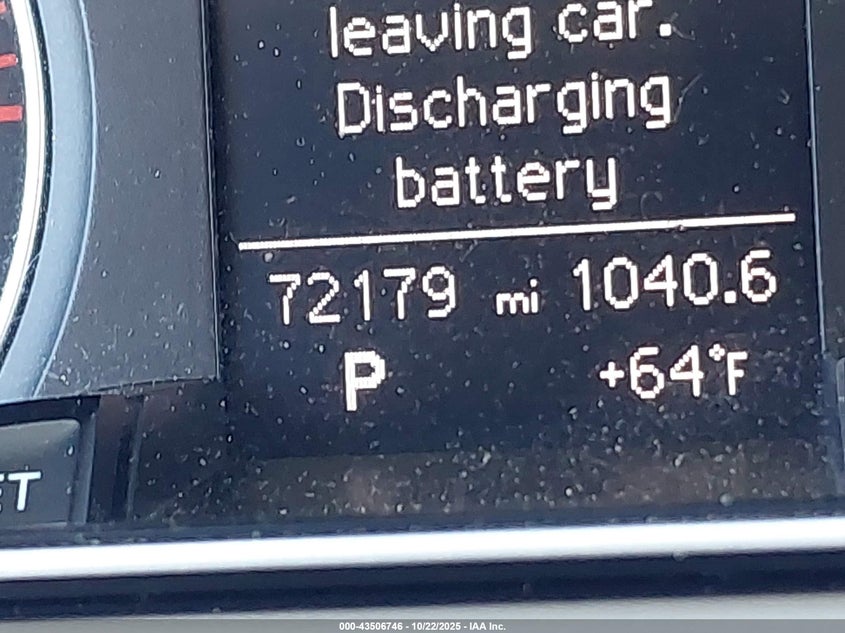 leaving car.
Discharging
battery
72179 mi 1040.6
P +64°F
ET
000-43506746 - 10/22/2025 - IAA Inc.